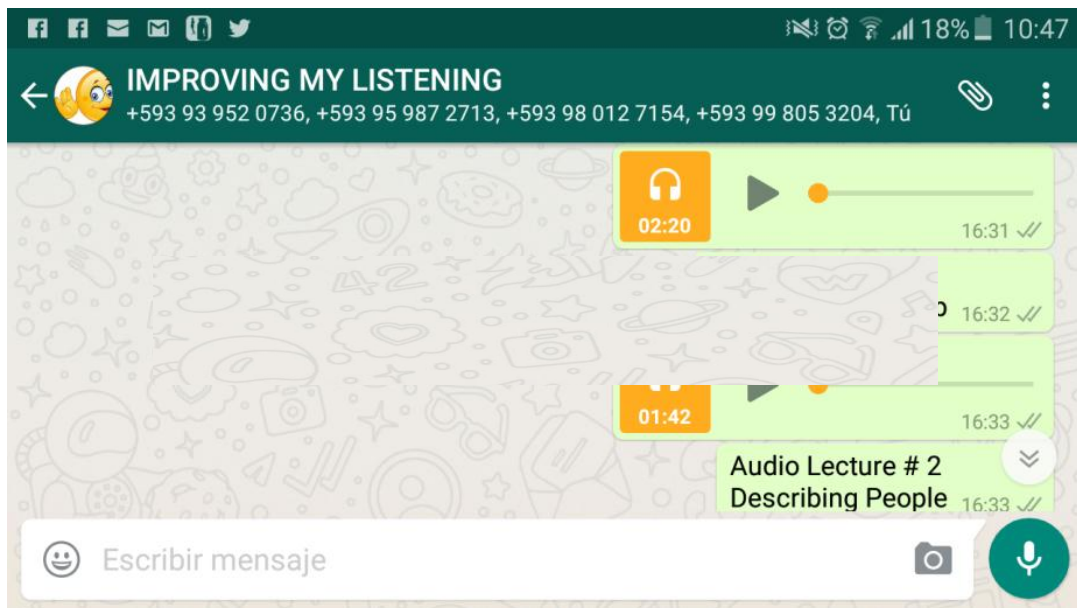 18% 10:47
IMPROVING MY LISTENING
+593 93 952 0736, +593 95 987 2713, +593 98 012 7154, +593 99 805 3204, Tú
02:20
16:31
16:32
01:42
16:33
Audio Lecture # 2
Describing People 16:33
Escribir mensaje